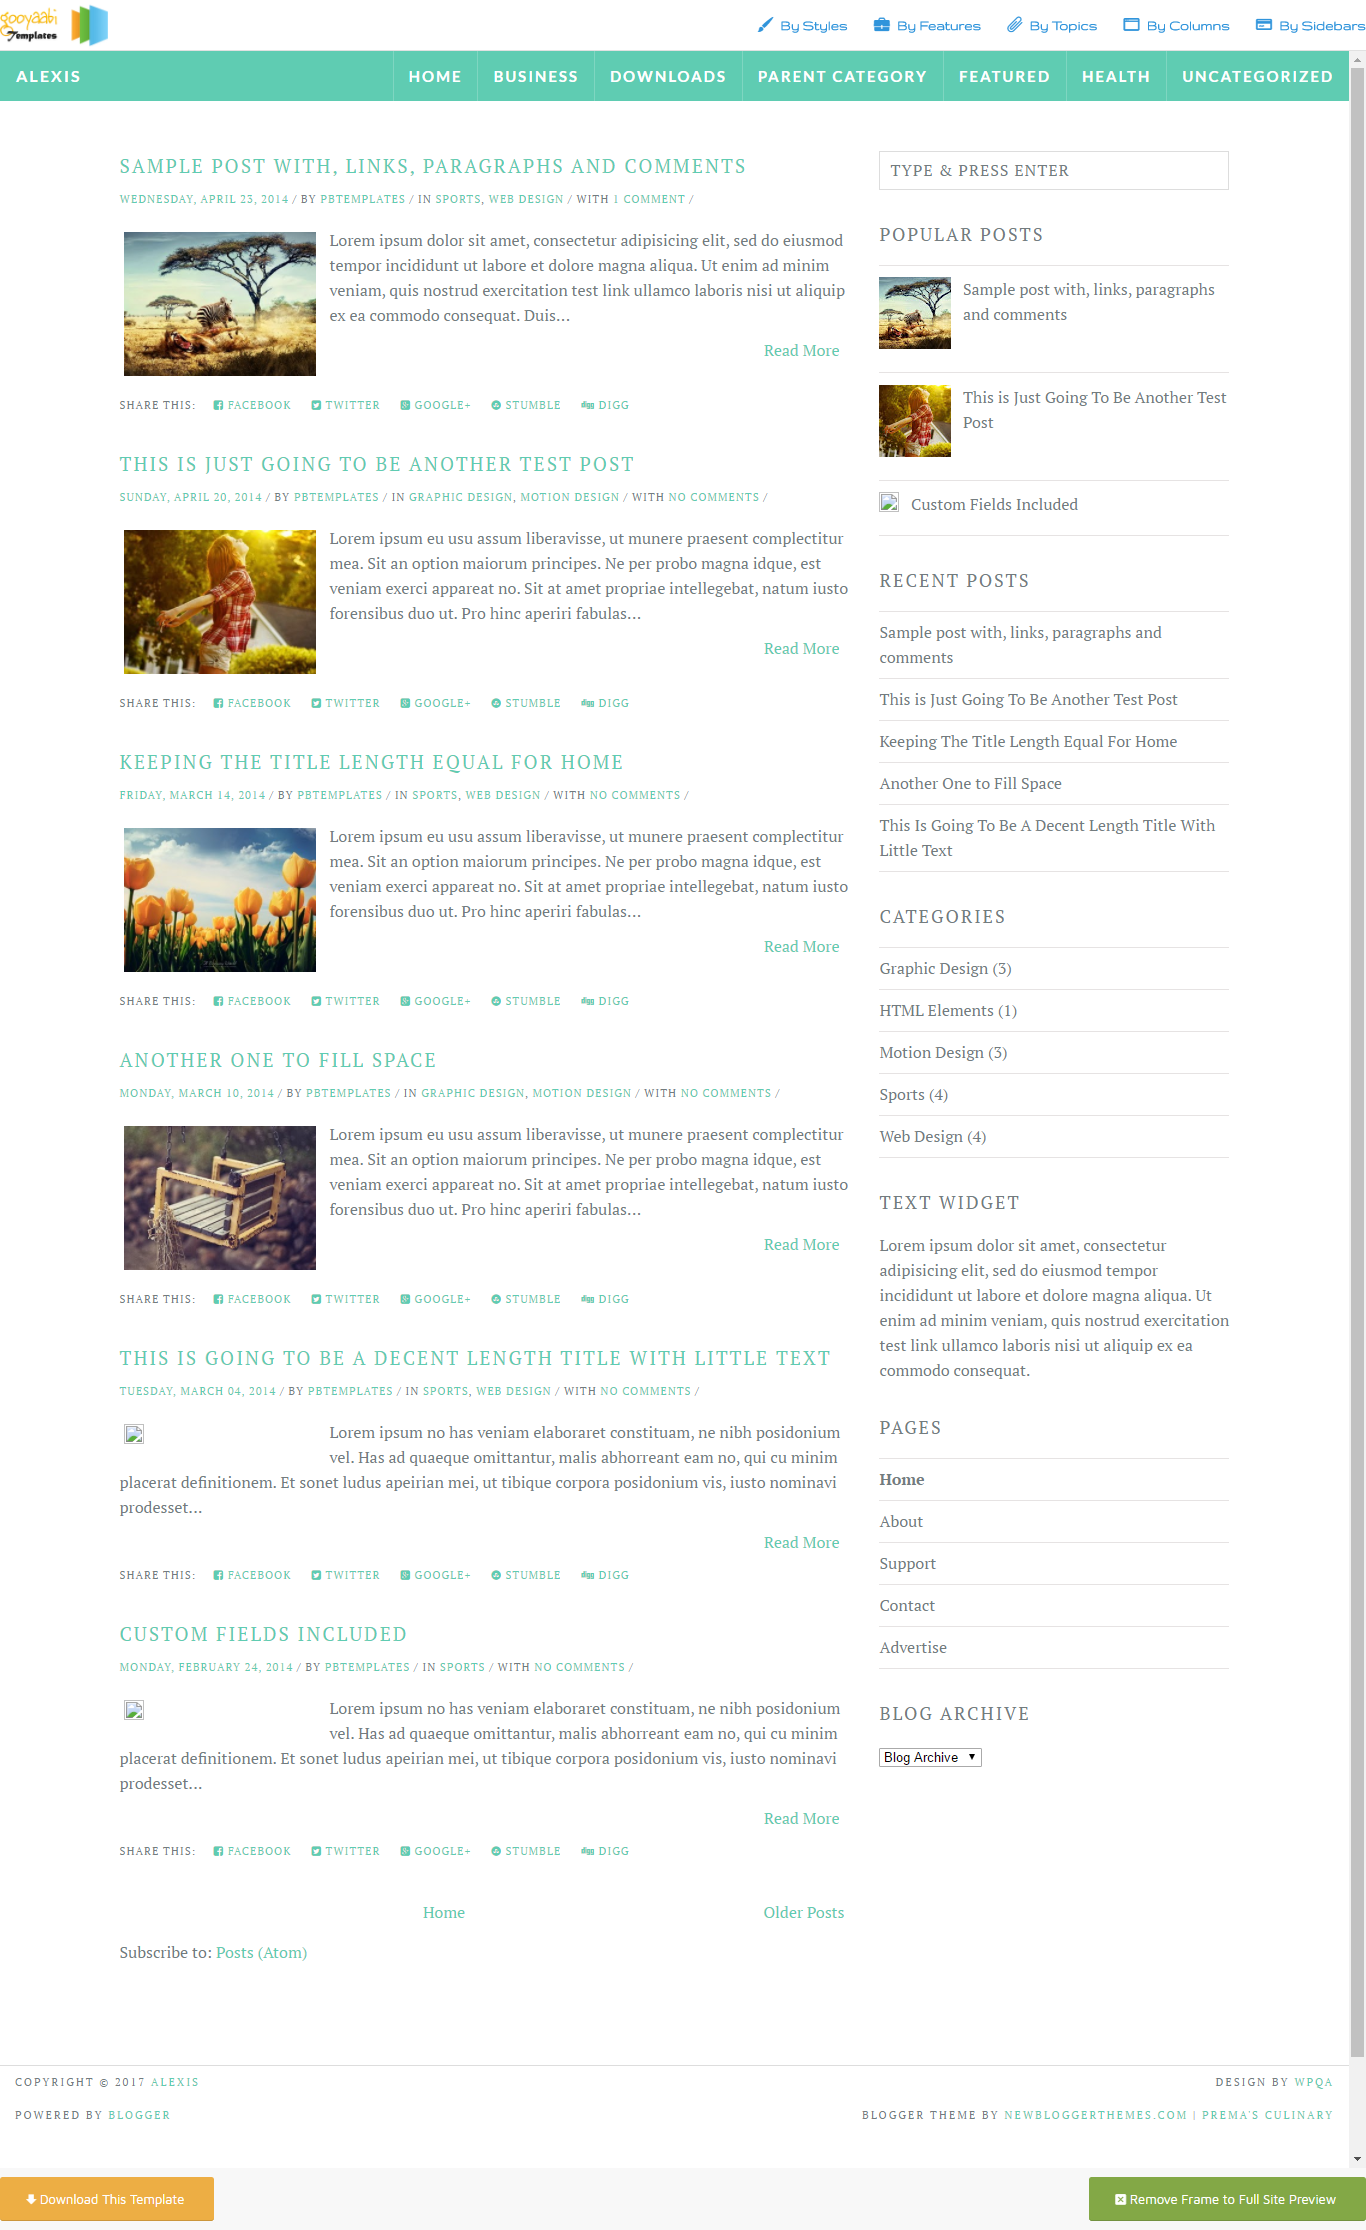 gooyaabi
Templates
By Styles
By Features
By Topics
By Columns
By Sidebars
ALEXIS
HOME
BUSINESS
DOWNLOADS
PARENT CATEGORY
FEATURED
HEALTH
UNCATEGORIZED
SAMPLE POST WITH, LINKS, PARAGRAPHS AND COMMENTS
WEDNESDAY, APRIL 23, 2014 / BY PBTEMPLATES / IN SPORTS, WEB DESIGN / WITH 1 COMMENT /
Lorem ipsum dolor sit amet, consectetur adipisicing elit, sed do eiusmod
tempor incididunt ut labore et dolore magna aliqua. Ut enim ad minim
veniam, quis nostrud exercitation test link ullamco laboris nisi ut aliquip
ex ea commodo consequat. Duis...
Read More
SHARE THIS: FACEBOOK TWITTER GOOGLE+ STUMBLE DIGG
THIS IS JUST GOING TO BE ANOTHER TEST POST
SUNDAY, APRIL 20, 2014 / BY PBTEMPLATES / IN GRAPHIC DESIGN, MOTION DESIGN / WITH NO COMMENTS /
Lorem ipsum eu usu assum liberavisse, ut munere praesent complectitur
mea. Sit an option maiorum principes. Ne per probo magna idque, est
veniam exerci appareat no. Sit at amet propriae intellegebat, natum iusto
forensibus duo ut. Pro hinc aperiri fabulas...
Read More
SHARE THIS: FACEBOOK TWITTER GOOGLE+ STUMBLE DIGG
KEEPING THE TITLE LENGTH EQUAL FOR HOME
FRIDAY, MARCH 14, 2014 / BY PBTEMPLATES / IN SPORTS, WEB DESIGN / WITH NO COMMENTS /
Lorem ipsum eu usu assum liberavisse, ut munere praesent complectitur
mea. Sit an option maiorum principes. Ne per probo magna idque, est
veniam exerci appareat no. Sit at amet propriae intellegebat, natum iusto
forensibus duo ut. Pro hinc aperiri fabulas...
Read More
SHARE THIS: FACEBOOK TWITTER GOOGLE+ STUMBLE DIGG
ANOTHER ONE TO FILL SPACE
MONDAY, MARCH 10, 2014 / BY PBTEMPLATES / IN GRAPHIC DESIGN, MOTION DESIGN / WITH NO COMMENTS /
Lorem ipsum eu usu assum liberavisse, ut munere praesent complectitur
mea. Sit an option maiorum principes. Ne per probo magna idque, est
veniam exerci appareat no. Sit at amet propriae intellegebat, natum iusto
forensibus duo ut. Pro hinc aperiri fabulas...
Read More
SHARE THIS: FACEBOOK TWITTER GOOGLE+ STUMBLE DIGG
THIS IS GOING TO BE A DECENT LENGTH TITLE WITH LITTLE TEXT
TUESDAY, MARCH 04, 2014 / BY PBTEMPLATES / IN SPORTS, WEB DESIGN / WITH NO COMMENTS /
Lorem ipsum no has veniam elaboraret constituam, ne nibh posidonium
vel. Has ad quaeque omittantur, malis abhorreant eam no, qui cu minim
placerat definitionem. Et sonet ludus apeirian mei, ut tibique corpora posidonium vis, iusto nominavi
prodesset...
Read More
SHARE THIS: FACEBOOK TWITTER GOOGLE+ STUMBLE DIGG
CUSTOM FIELDS INCLUDED
MONDAY, FEBRUARY 24, 2014 / BY PBTEMPLATES / IN SPORTS / WITH NO COMMENTS /
Lorem ipsum no has veniam elaboraret constituam, ne nibh posidonium
vel. Has ad quaeque omittantur, malis abhorreant eam no, qui cu minim
placerat definitionem. Et sonet ludus apeirian mei, ut tibique corpora posidonium vis, iusto nominavi
prodesset...
Read More
SHARE THIS: FACEBOOK TWITTER GOOGLE+ STUMBLE DIGG
Home
Older Posts
Subscribe to: Posts (Atom)
TYPE & PRESS ENTER
POPULAR POSTS
Sample post with, links, paragraphs
and comments
This is Just Going To Be Another Test
Post
Custom Fields Included
RECENT POSTS
Sample post with, links, paragraphs and
comments
This is Just Going To Be Another Test Post
Keeping The Title Length Equal For Home
Another One to Fill Space
This Is Going To Be A Decent Length Title With
Little Text
CATEGORIES
Graphic Design (3)
HTML Elements (1)
Motion Design (3)
Sports (4)
Web Design (4)
TEXT WIDGET
Lorem ipsum dolor sit amet, consectetur
adipisicing elit, sed do eiusmod tempor
incididunt ut labore et dolore magna aliqua. Ut
enim ad minim veniam, quis nostrud exercitation
test link ullamco laboris nisi ut aliquip ex ea
commodo consequat.
PAGES
Home
About
Support
Contact
Advertise
BLOG ARCHIVE
Blog Archive
COPYRIGHT © 2017 ALEXIS
DESIGN BY WPQA
POWERED BY BLOGGER
BLOGGER THEME BY NEWBLOGGERTHEMES.COM | PREMA'S CULINARY
Download This Template
Remove Frame to Full Site Preview